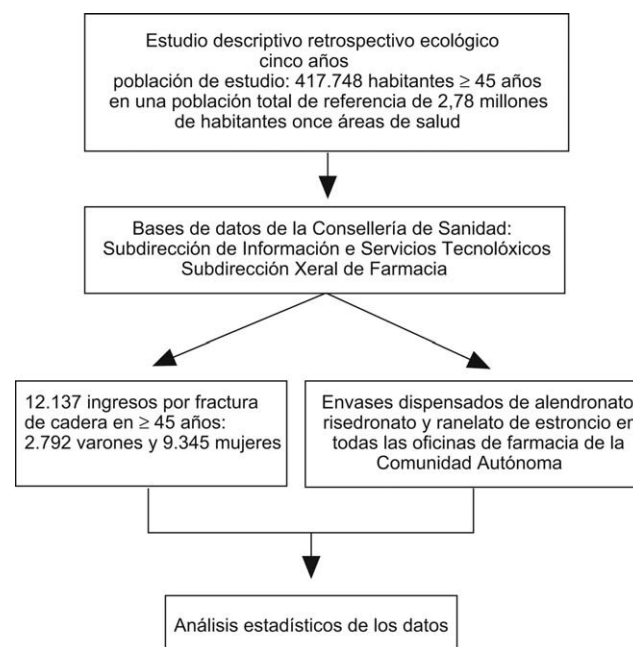 Estudio descriptivo retrospectivo ecológico
cinco años
población de estudio: 417.748 habitantes ≥ 45 años
en una población total de referencia de 2,78 millones
de habitantes once áreas de salud
Bases de datos de la Consellería de Sanidad:
Subdirección de Información e Servicios Tecnolóxicos
Subdirección Xeral de Farmacia
12.137 ingresos por fractura
de cadera en ≥ 45 años:
2.792 varones y 9.345 mujeres
Envases dispensados de alendronato
risedronato y ranelato de estroncio en
todas las oficinas de farmacia de la
Comunidad Autónoma
Análisis estadísticos de los datos